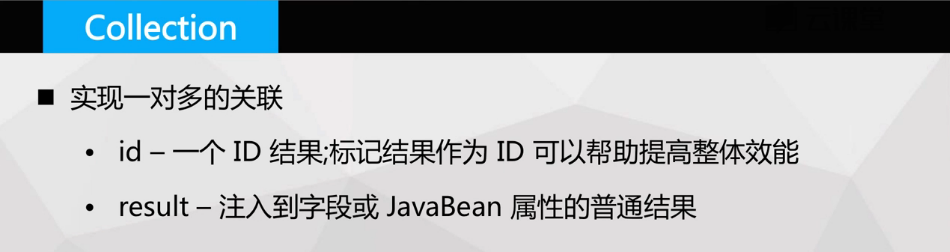 Collection
■ 实现一对多的关联
• id – 一个 ID 结果;标记结果作为 ID 可以帮助提高整体效能
• result – 注入到字段或 JavaBean 属性的普通结果